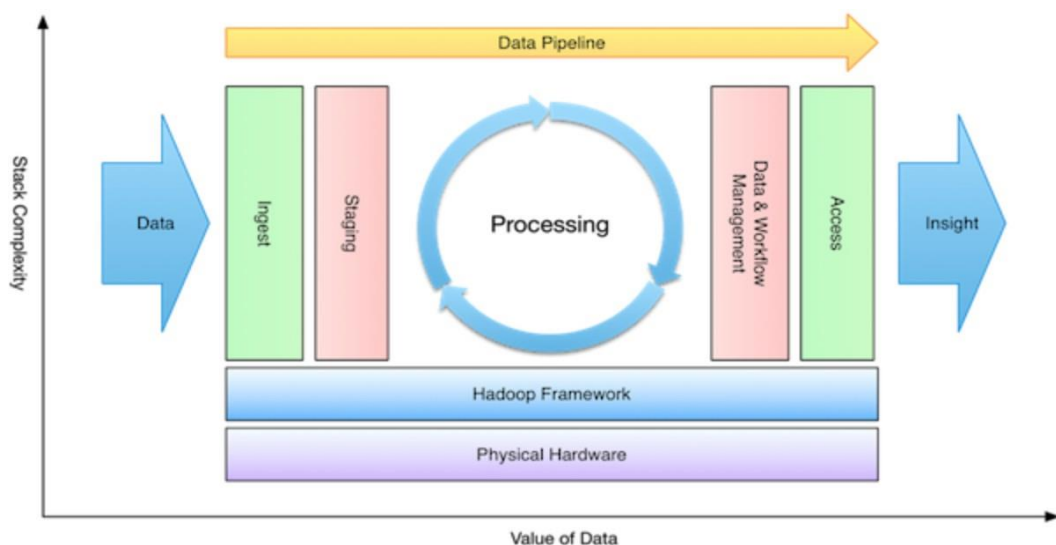 Data Pipeline
Stack Complexity
Data
Ingest
Staging
Processing
Data & Workflow
Management
Access
Insight
Hadoop Framework
Physical Hardware
Value of Data